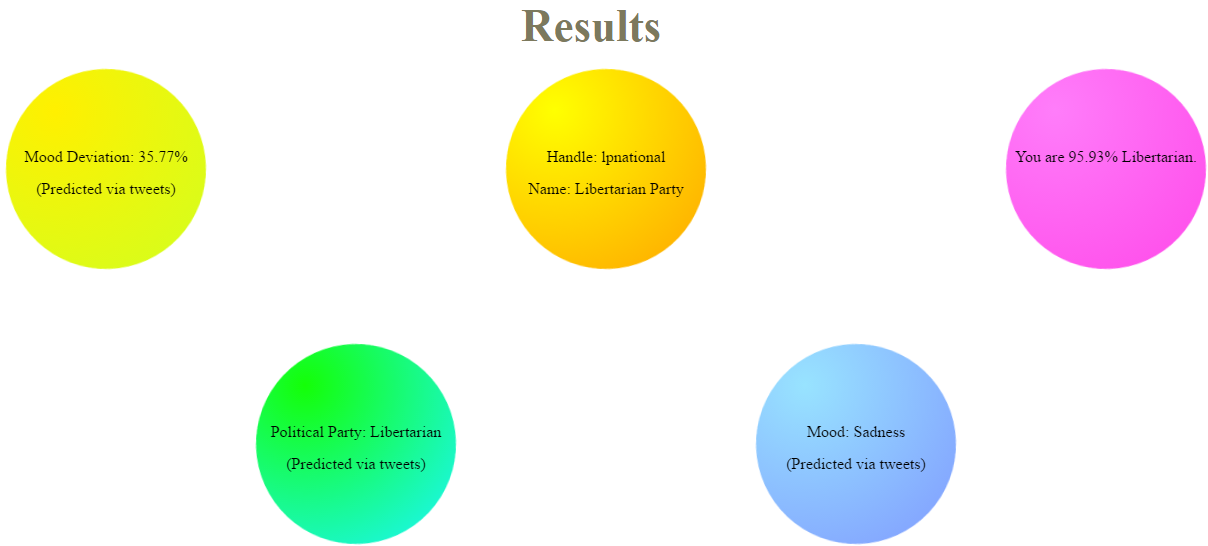 Results
Mood Deviation: 35.77%
(Predicted via tweets)
Handle: lpnational
Name: Libertarian Party
You are 95.93% Libertarian.
Political Party: Libertarian
(Predicted via tweets)
Mood: Sadness
(Predicted via tweets)